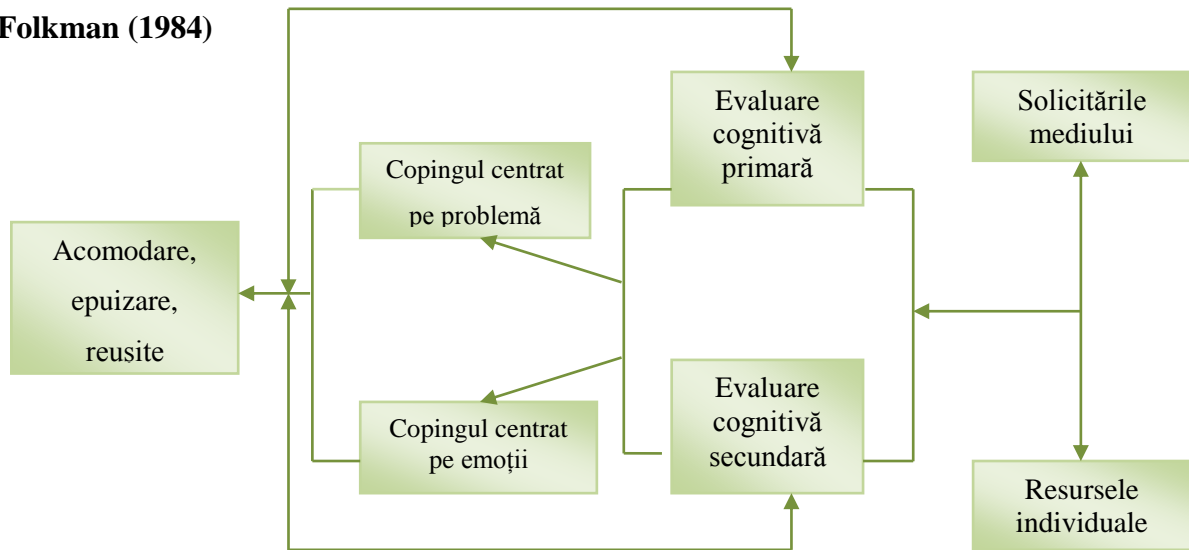 Folkman (1984)
Evaluare
cognitivă
primară
Solicitările
mediului
Copingul centrat
pe problemă
Acomodare,
epuizare,
reusite
Evaluare
cognitivă
secundară
Copingul centrat
pe emoții
Resursele
individuale